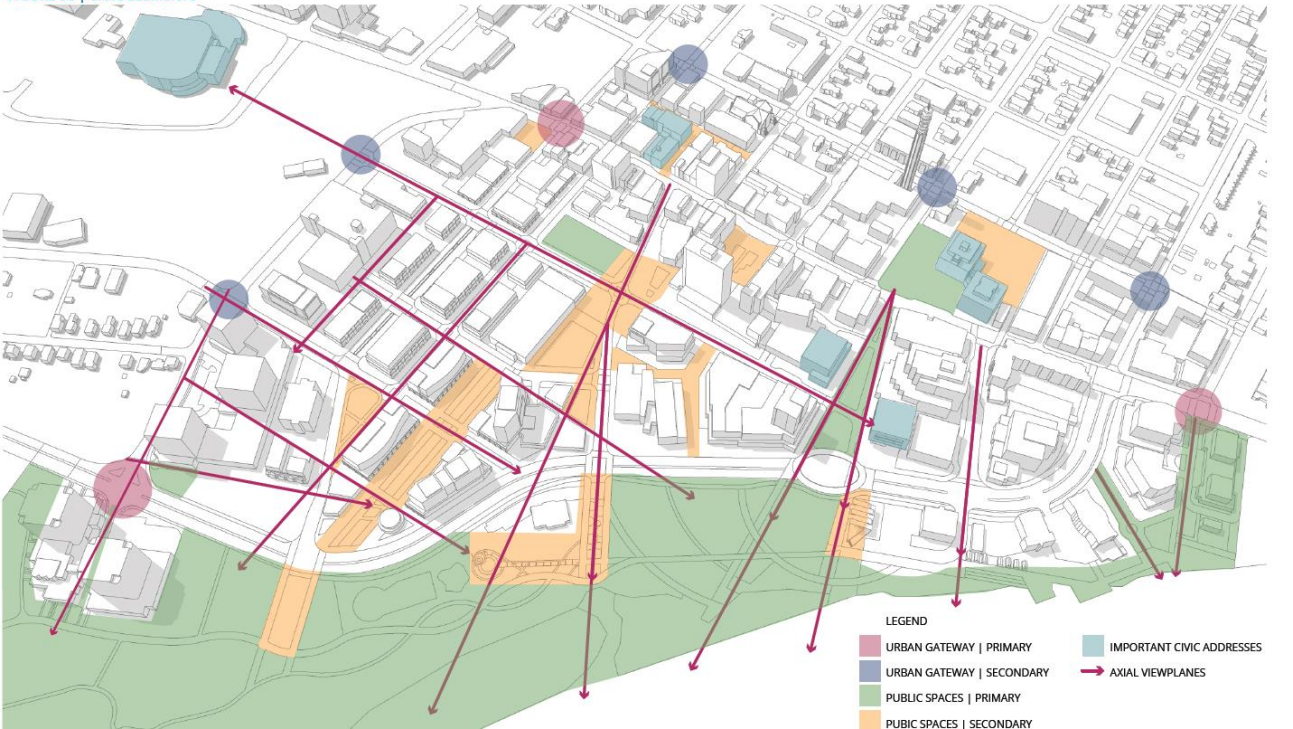 LEGEND
URBAN GATEWAY | PRIMARY
URBAN GATEWAY | SECONDARY
PUBLIC SPACES | PRIMARY
PUBIC SPACES | SECONDARY
IMPORTANT CIVIC ADDRESSES
AXIAL VIEWPLANES